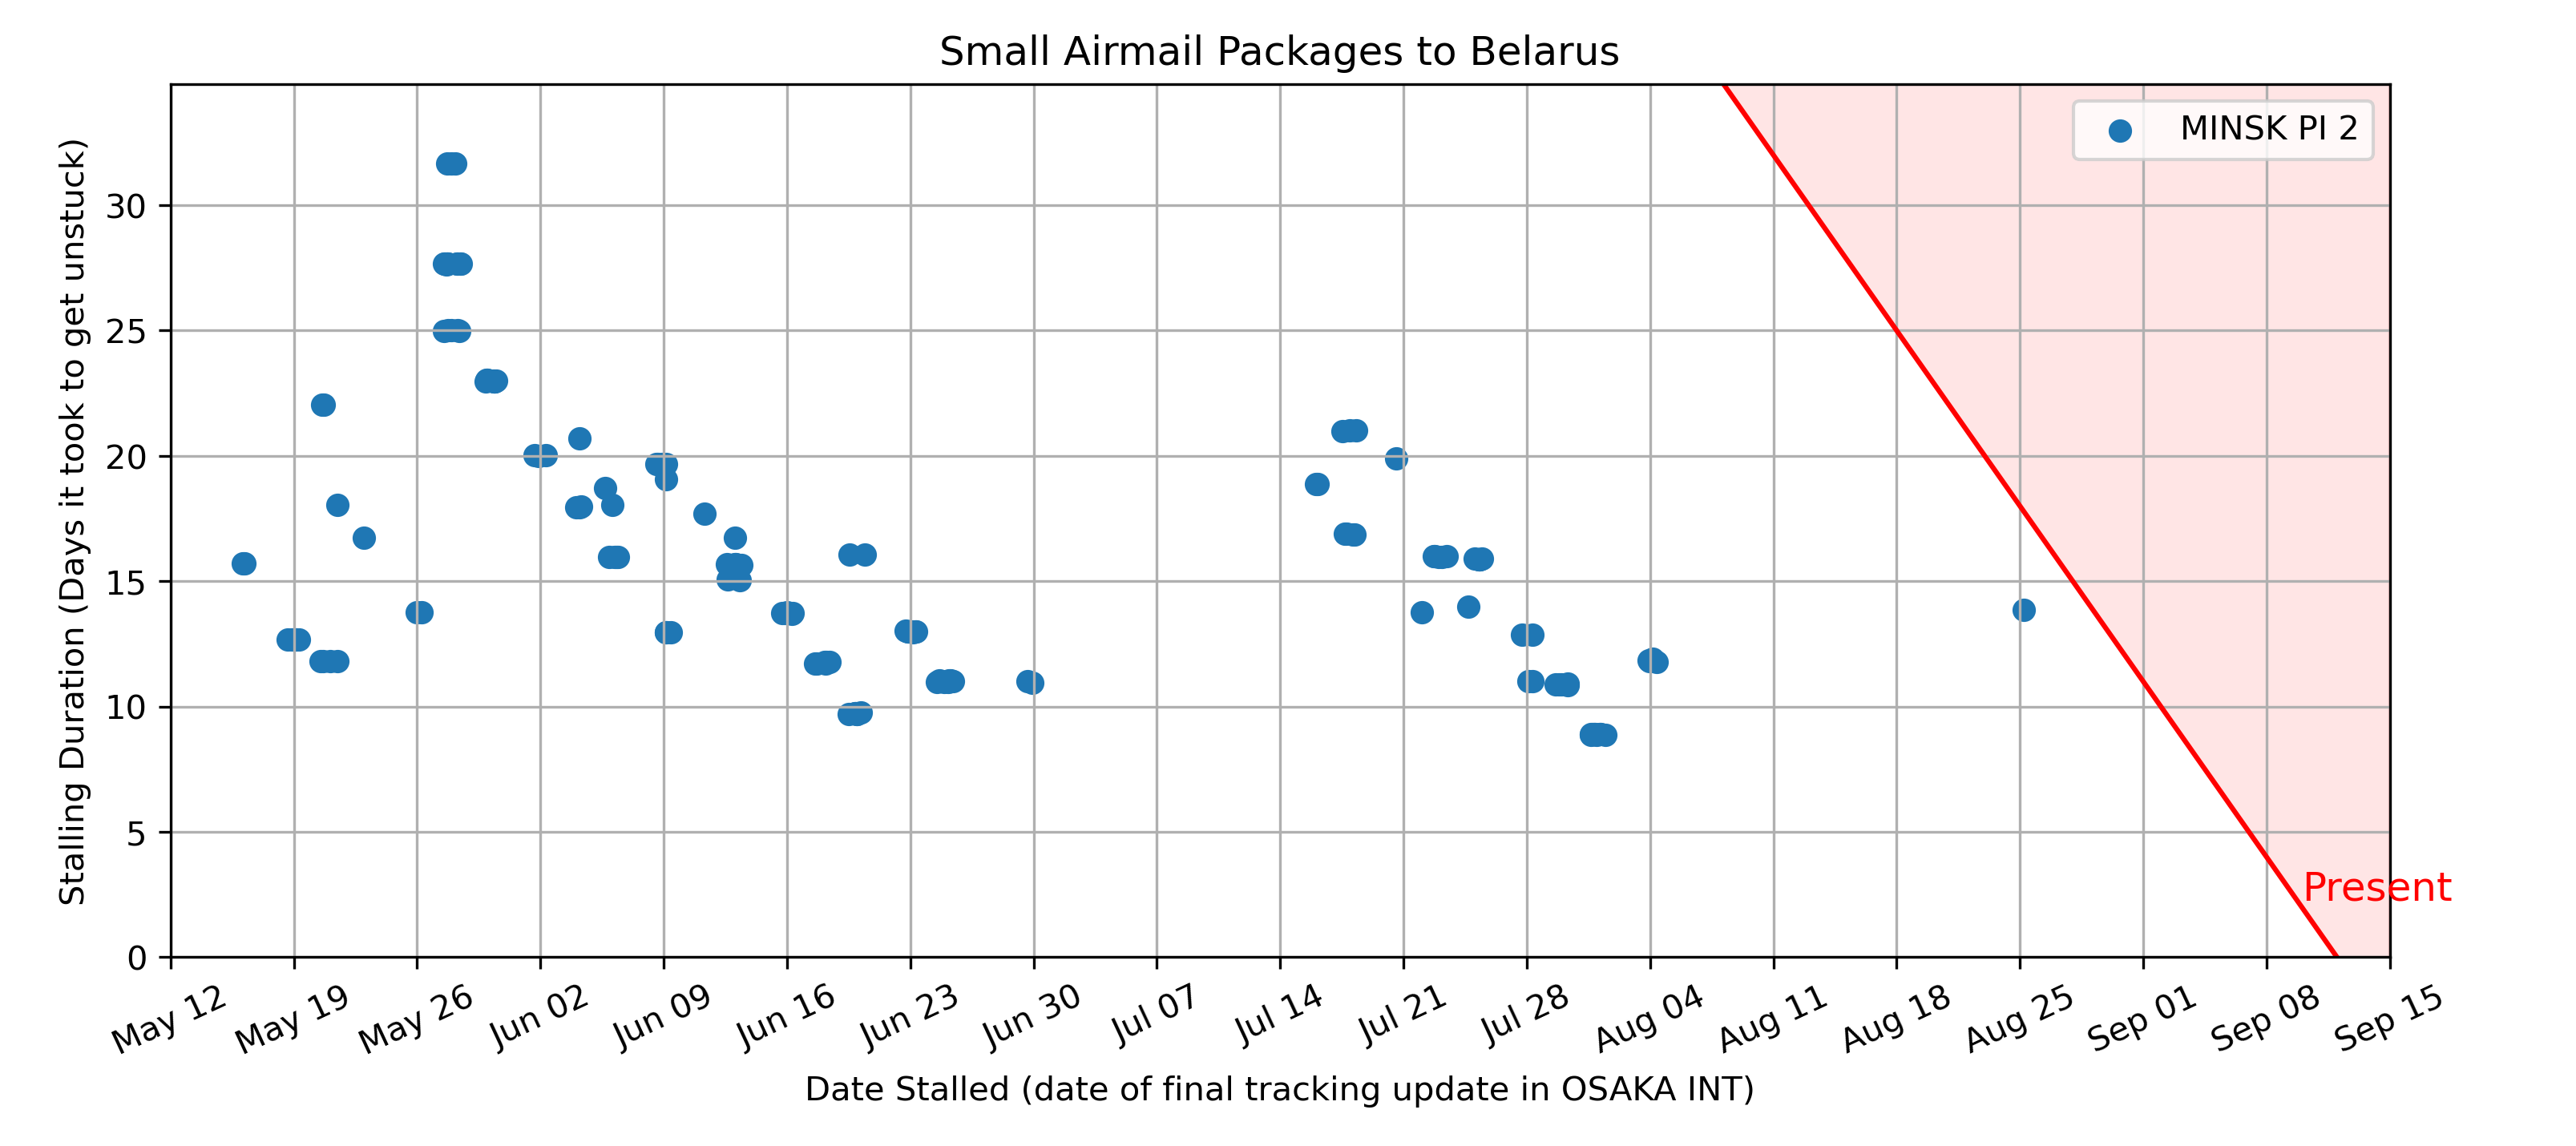 Small Airmail Packages to Belarus
MINSK PI 2
Stalling Duration (Days it took to get unstuck)
30
25
20
15
10
5
0
Present
May 12
May 19
May 26
Jun 02
Jun 09
Jun 16
Jun 23
Jun 30
Jul 07
Jul 14
Jul 21
Jul 28
Aug 04
Aug 11
Aug 18
Aug 25
Sep 01
Sep 08
Sep 15
Date Stalled (date of final tracking update in OSAKA INT)